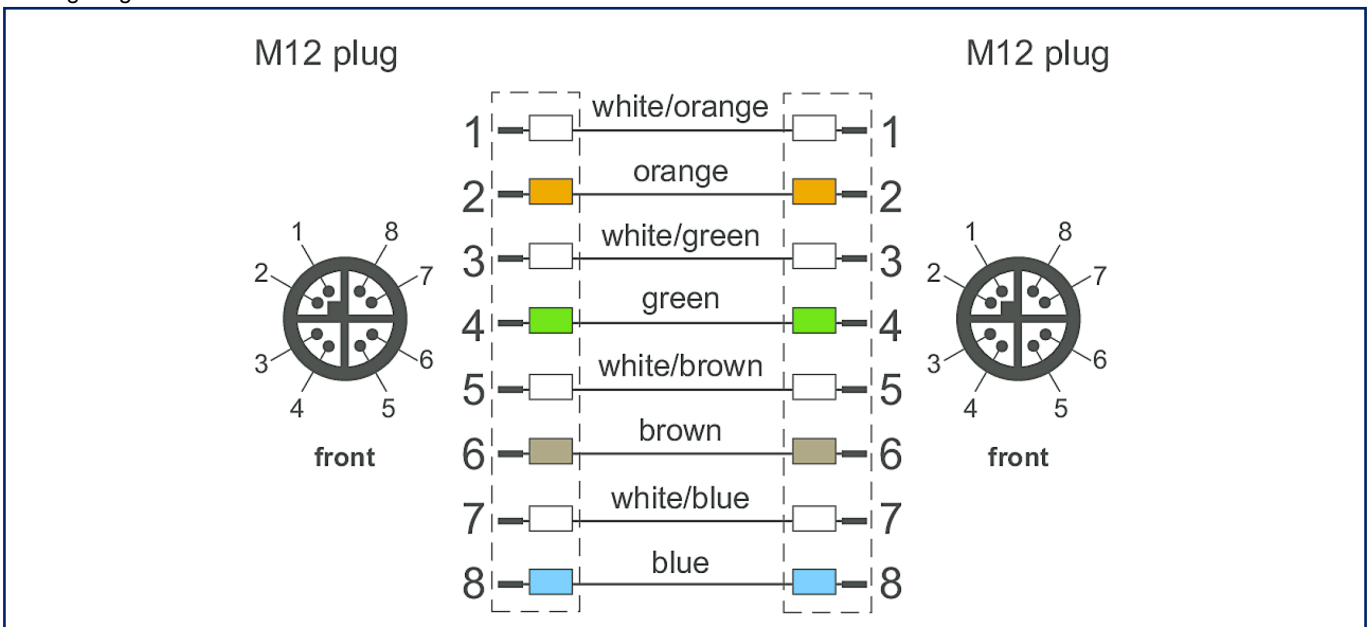 M12 plug M12 plug
white/orange
1 1
orange
2 2
white/green
3 3
green
4 4
white/brown
5 5
brown
6 6
white/blue
7 7
blue
8 8
1 8
2 7
3 6
4 5
front
1 8
2 7
3 6
4 5
front